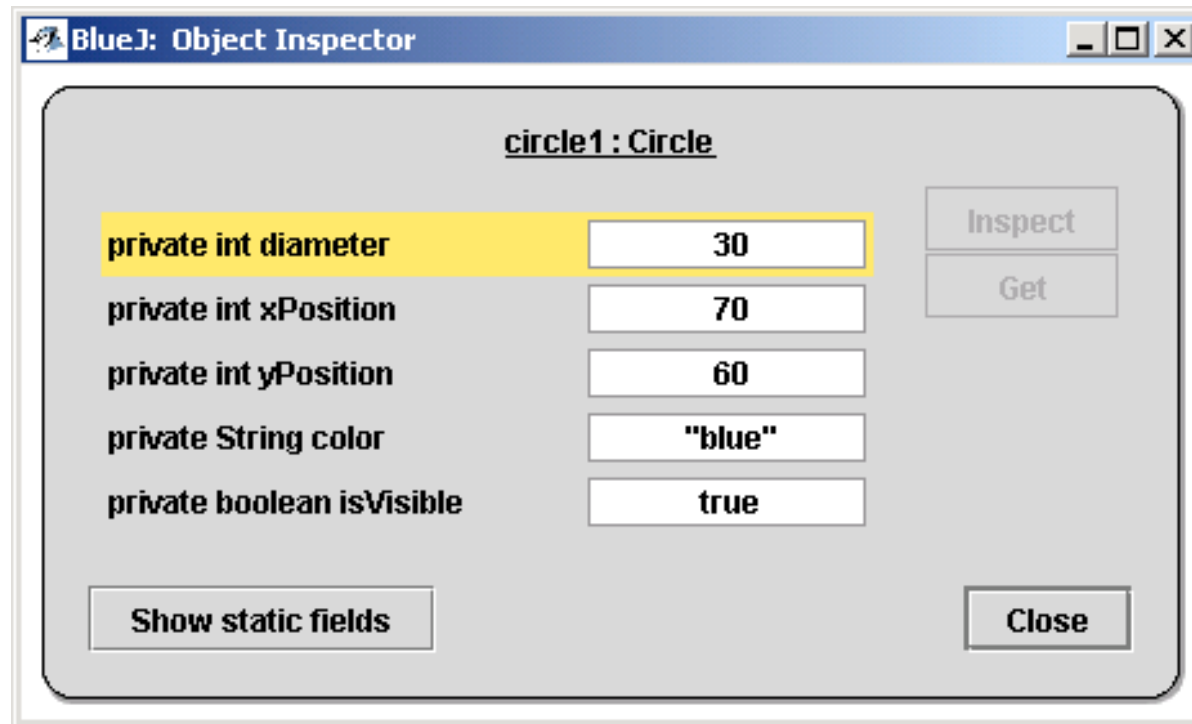 BlueJ: Object Inspector
circle1 : Circle
Inspect
private int diameter 30
Get
private int xPosition 70
private int yPosition 60
private String color "blue"
private boolean isVisible true
Show static fields Close